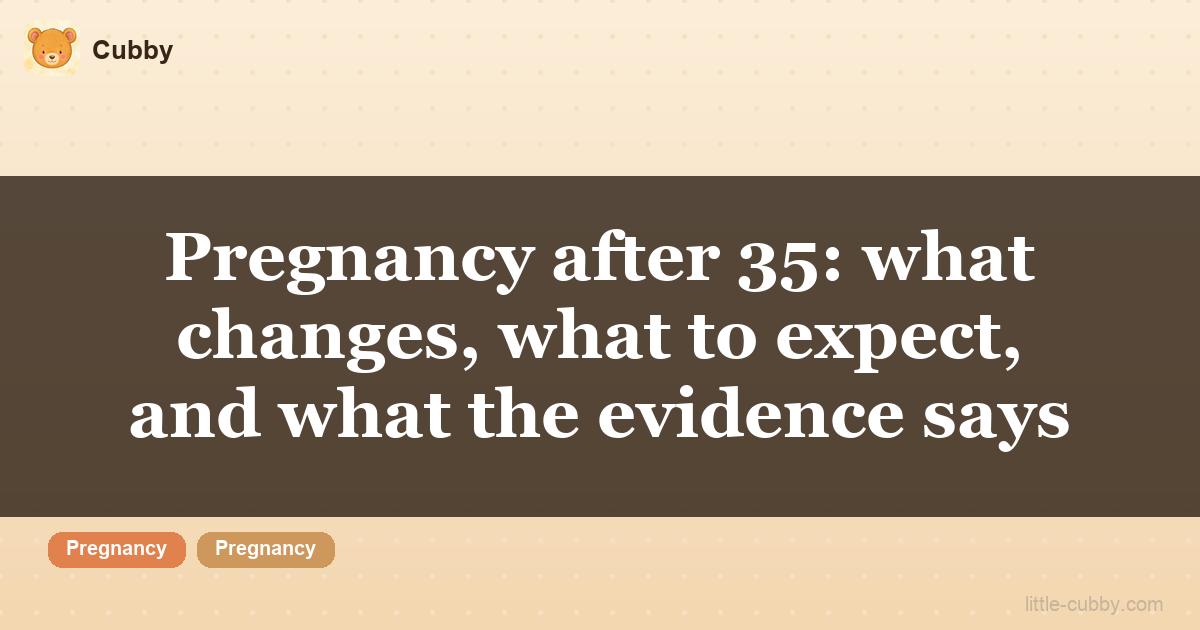 Cubby
Pregnancy after 35: what
changes, what to expect,
and what the evidence says
Pregnancy Pregnancy
little-cubby.com